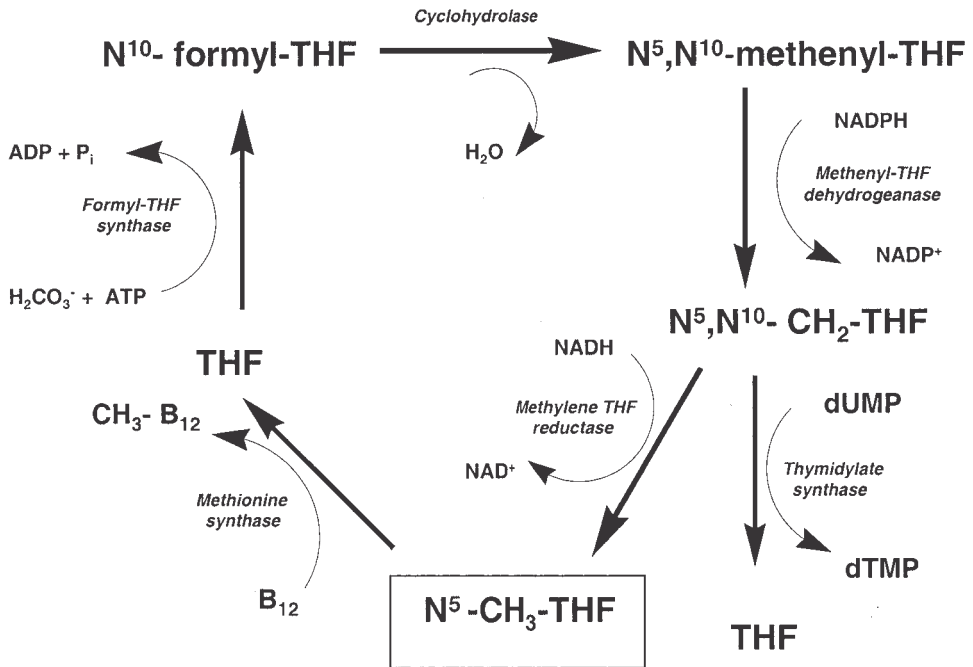 Cyclohydrolase
N¹⁰- formyl-THF
N⁵,N¹⁰-methenyl-THF
H₂O
ADP + Pᵢ
Formyl-THF
synthase
H₂CO₃⁻ + ATP
NADPH
Methenyl-THF
dehydrogeanase
NADP⁺
N⁵,N¹⁰- CH₂-THF
THF
NADH
Methylene THF
reductase
NAD⁺
dUMP
Thymidylate
synthase
dTMP
CH₃- B₁₂
Methionine
synthase
B₁₂
N⁵ -CH₃-THF
THF